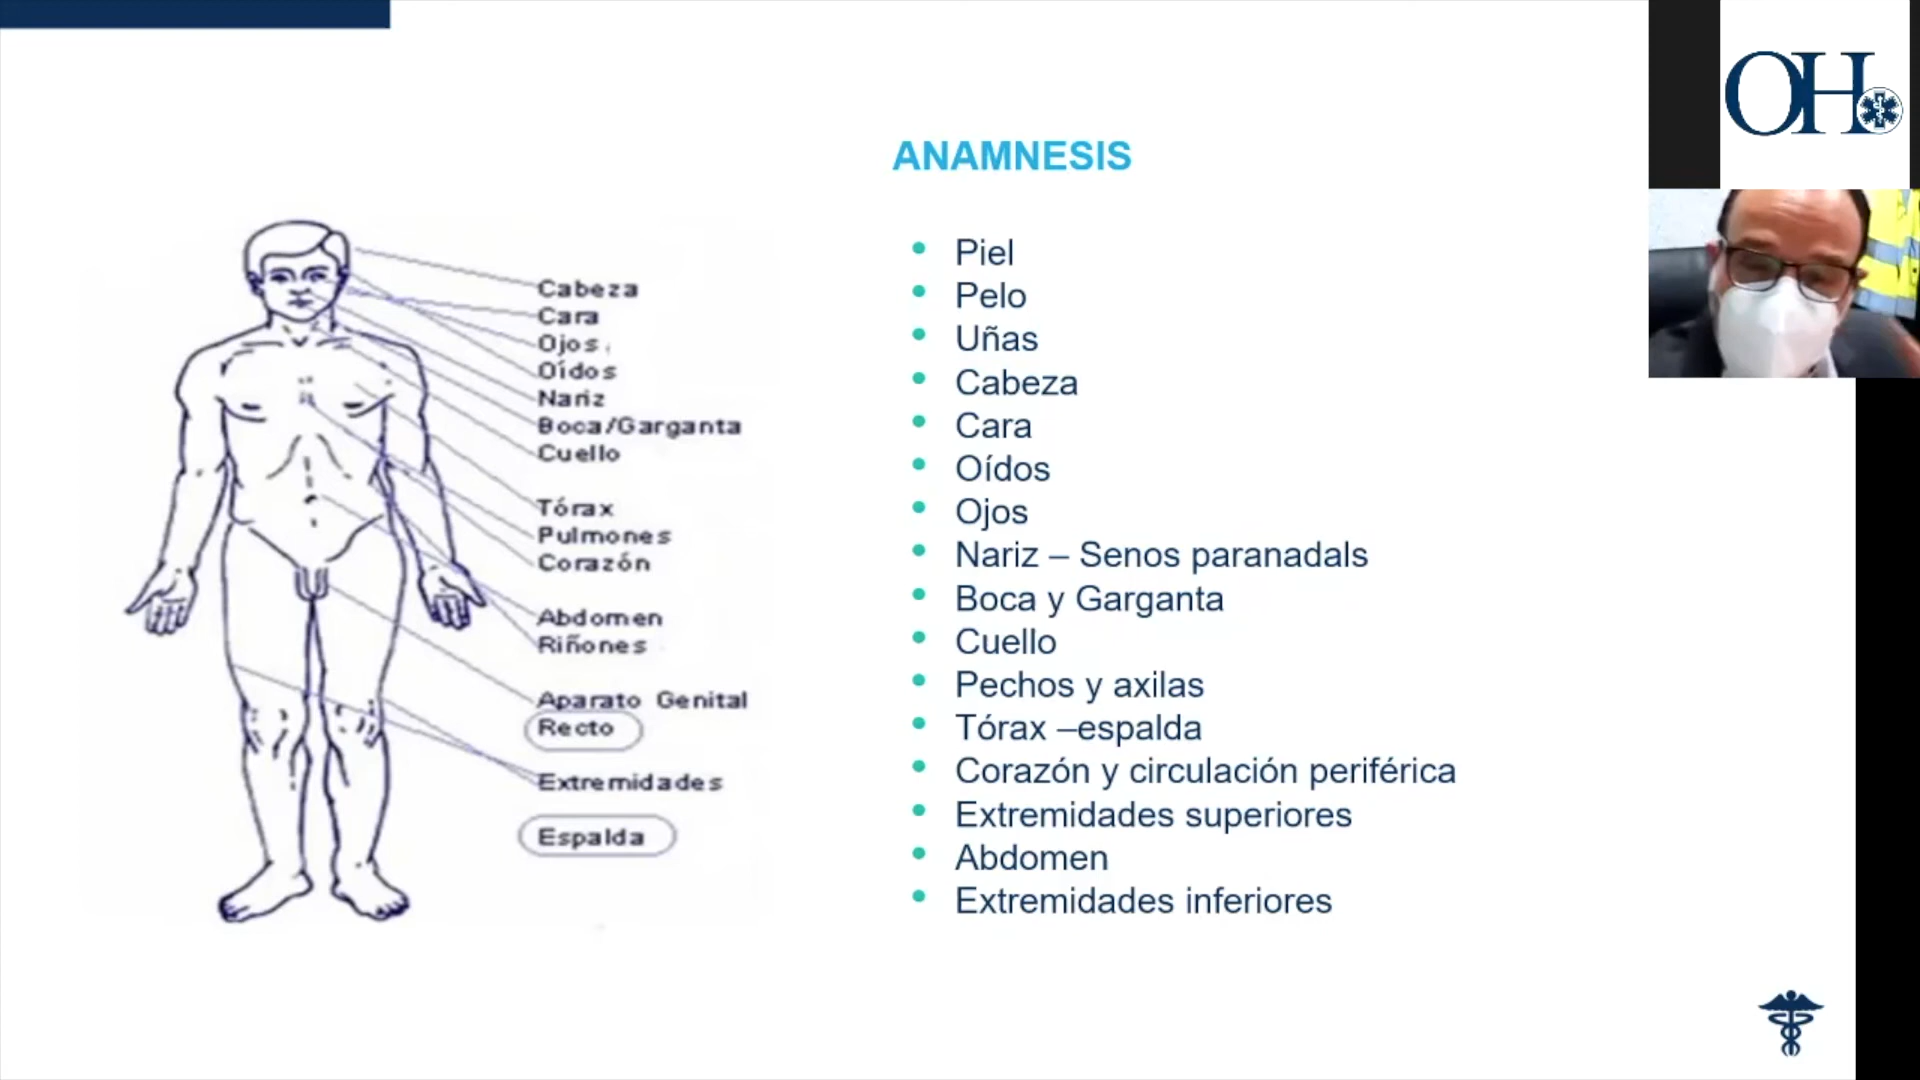 OH
ANAMNESIS
Cabeza
Cara
Ojos
Oídos
Nariz
Boca/Garganta
Cuello
Tórax
Pulmones
Corazón
Abdomen
Riñones
Aparato Genital
Recto
Extremidades
Espalda
• Piel
• Pelo
• Uñas
• Cabeza
• Cara
• Oídos
• Ojos
• Nariz – Senos paranadals
• Boca y Garganta
• Cuello
• Pechos y axilas
• Tórax –espalda
• Corazón y circulación periférica
• Extremidades superiores
• Abdomen
• Extremidades inferiores